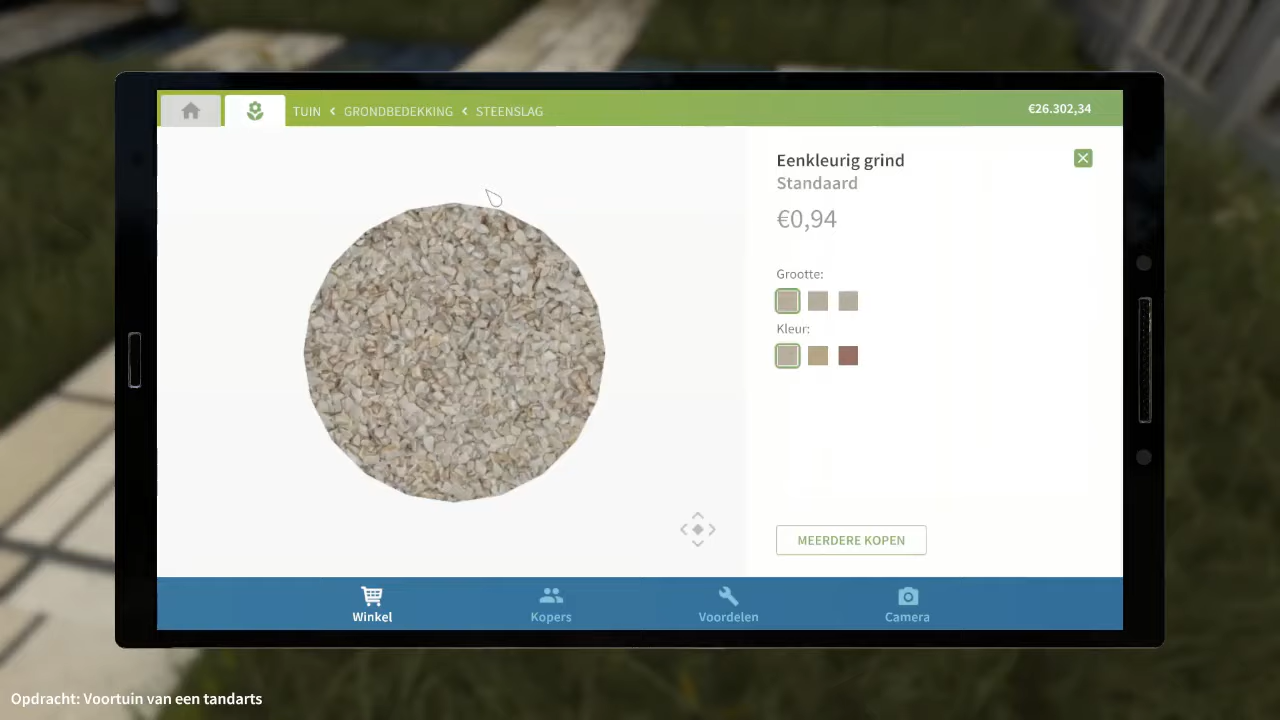 TUIN < GRONDBEDEKKING < STEENSLAG
€26.302,34
Eenkleurig grind
Standaard
€0,94
Grootte:
Kleur:
MEERDERE KOPEN
Winkel
Kopers
Voordelen
Camera
Opdracht: Voortuin van een tandarts